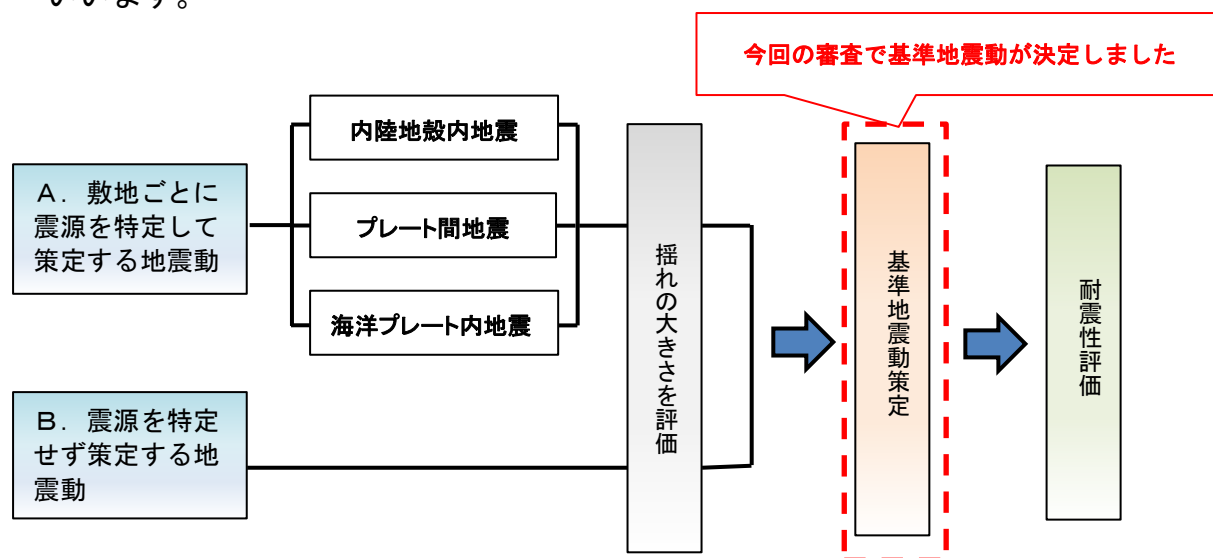 いいます。
今回の審査で基準地震動が決定しました
内陸地殻内地震
A．敷地ごとに
震源を特定して
策定する地震動
プレート間地震
海洋プレート内地震
B．震源を特定
せず策定する地
震動
揺れの大きさを評価
基準地震動策定
耐震性評価